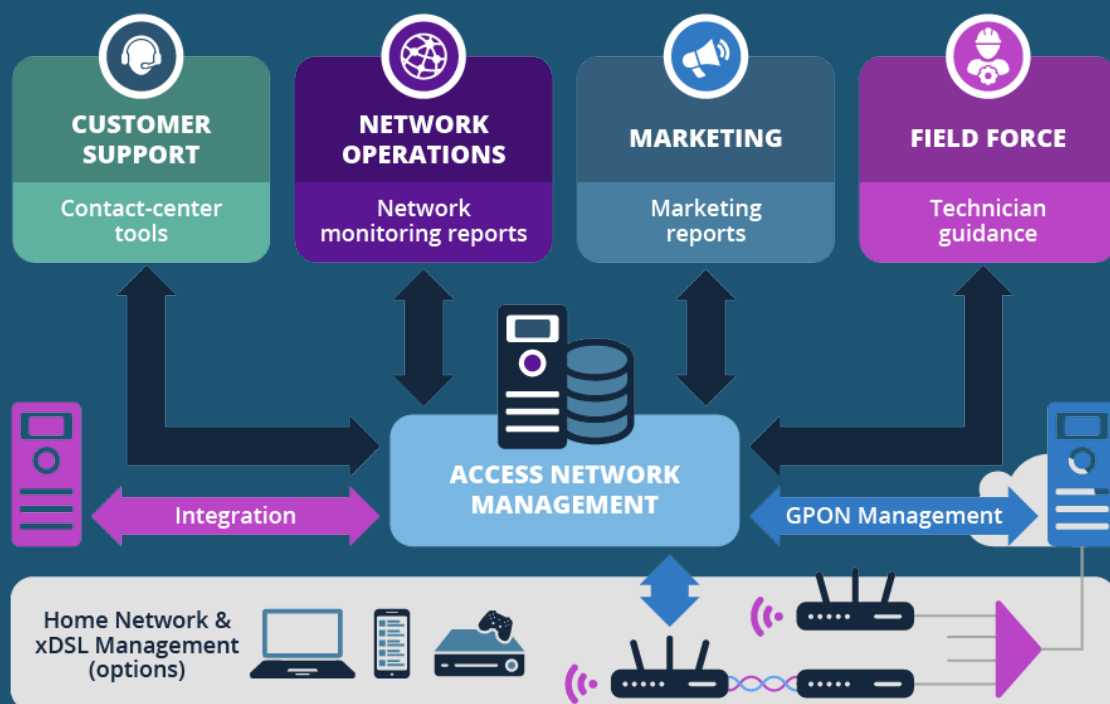 CUSTOMER
SUPPORT
Contact-center
tools
NETWORK
OPERATIONS
Network
monitoring reports
MARKETING
Marketing
reports
FIELD FORCE
Technician
guidance
ACCESS NETWORK
MANAGEMENT
Integration
GPON Management
Home Network &
xDSL Management
(options)